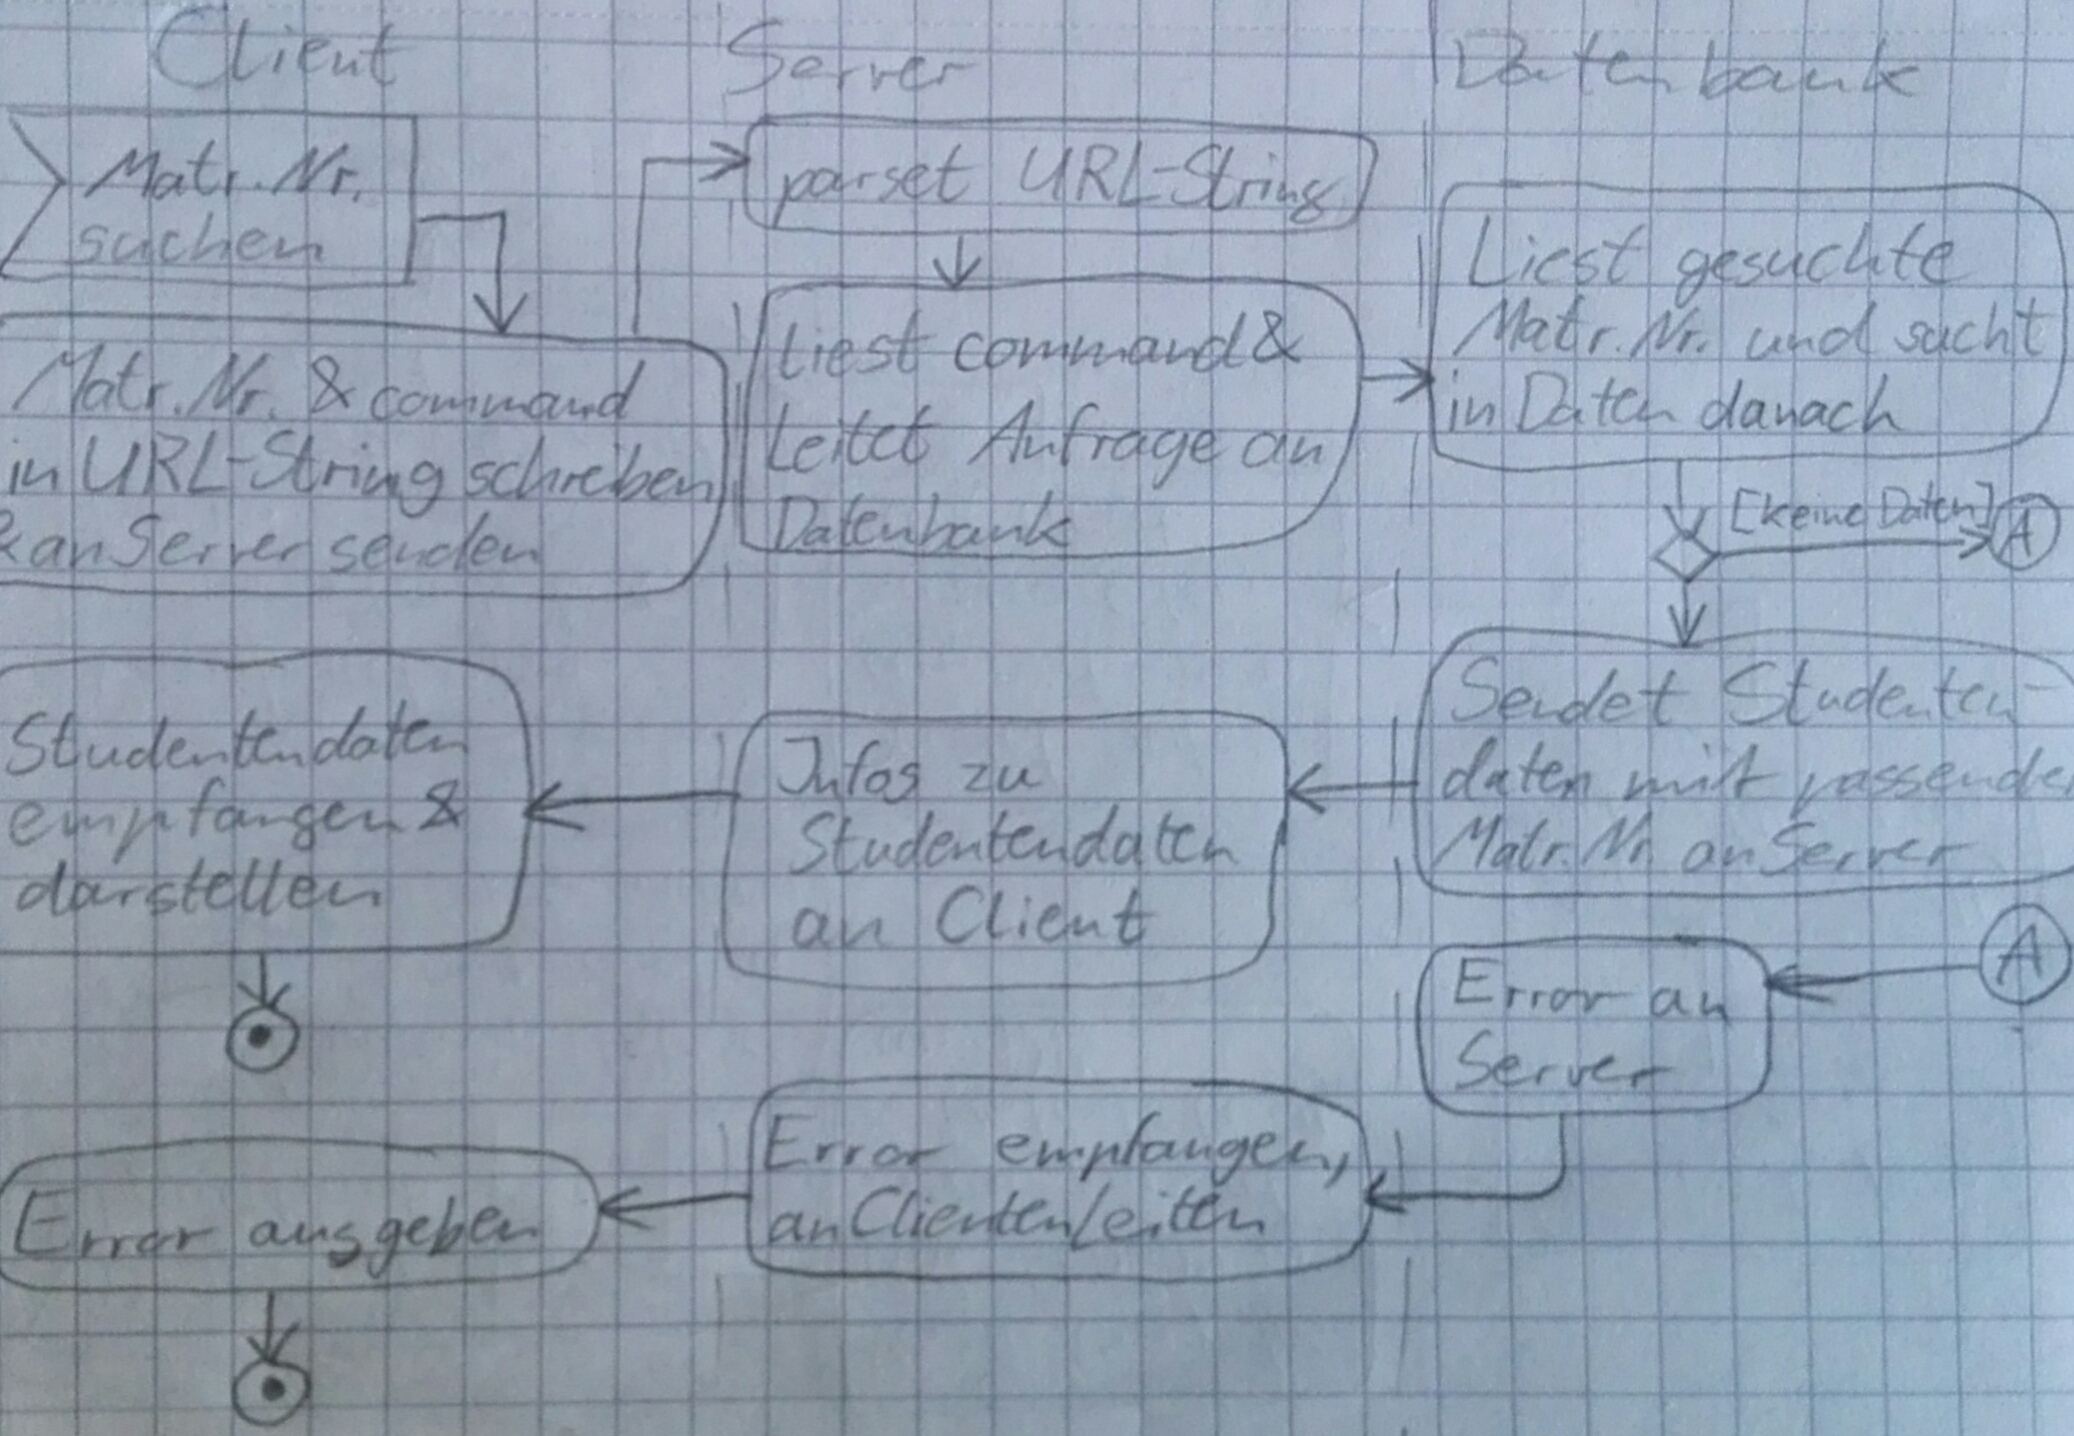 Client
Server
Datenbank
Matr. Nr.
suchen
parset URL-String
Matr. Nr. & command
in URL-String schreiben
& an Server senden
Liest command &
Leitet Anfrage an
Datenbank
Liest gesuchte
Matr. Nr. und sucht
in Daten danach
[keine Daten]
A
Sendet Studenten-
daten mit passender
Matr. Nr. an Server
Infos zu
Studentendaten
an Client
Studentendaten
empfangen &
darstellen
A
Error an
Server
Error empfangen,
an Clienten leiten
Error ausgeben